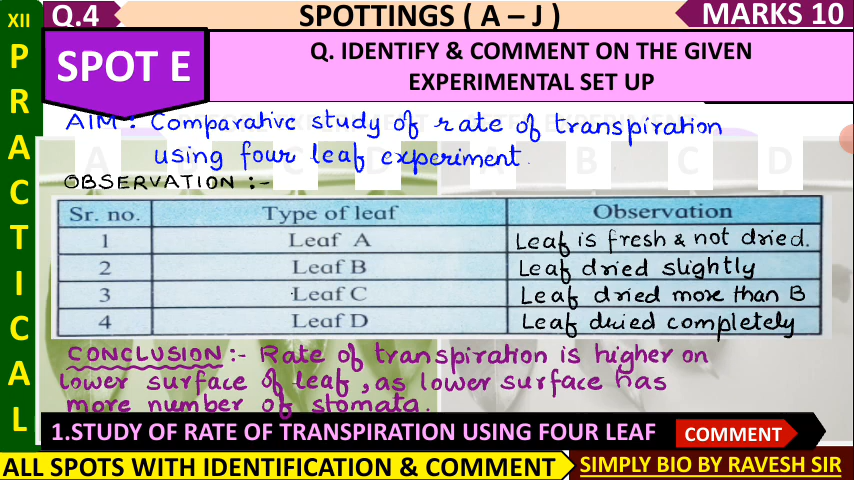 XII
Q.4
SPOTTINGS ( A – J )
MARKS 10
PRACTICAL
SPOT E
Q. IDENTIFY & COMMENT ON THE GIVEN
EXPERIMENTAL SET UP
AIM : Comparative study of rate of transpiration
using four leaf experiment.
A B C D
OBSERVATION :-
Sr. no. Type of leaf Observation
1 Leaf A Leaf is fresh & not dried.
2 Leaf B Leaf dried slightly
3 Leaf C Leaf dried more than B
4 Leaf D Leaf dried completely
CONCLUSION :- Rate of transpiration is higher on
lower surface of leaf, as lower surface has
more number of stomata.
1.STUDY OF RATE OF TRANSPIRATION USING FOUR LEAF COMMENT
ALL SPOTS WITH IDENTIFICATION & COMMENT SIMPLY BIO BY RAVESH SIR